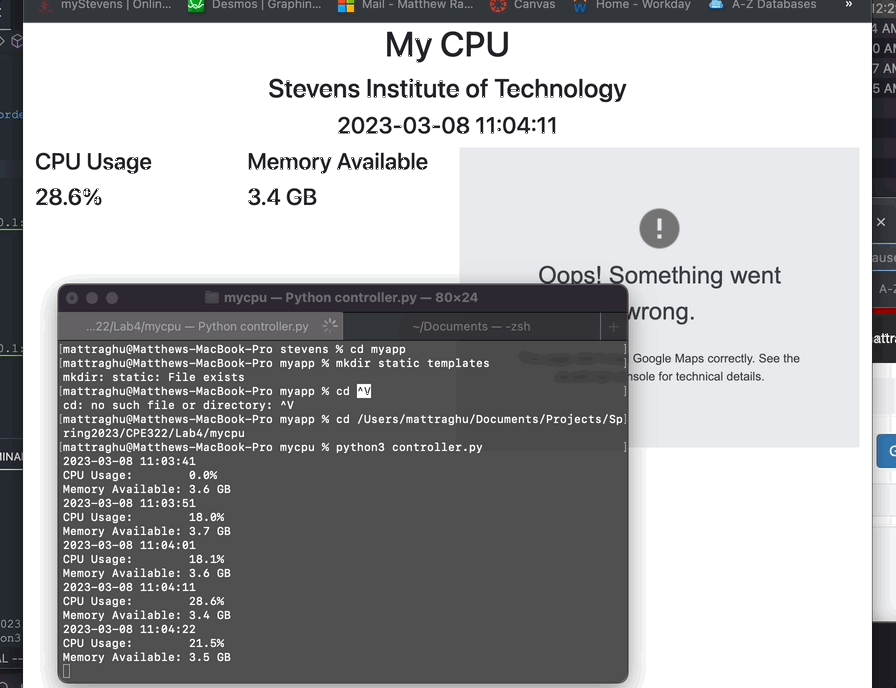 myStevens | Onlin... Desmos | Graphin... Mail - Matthew Ra... Canvas Home - Workday A-Z Databases »
My CPU
Stevens Institute of Technology
2023-03-08 11:04:11
CPU Usage Memory Available
28.6% 3.4 GB
!
Oops! Something went
wrong.
Google Maps correctly. See the
for technical details.
mycpu — Python controller.py — 80×24
...22/Lab4/mycpu — Python controller.py ~/Documents — -zsh +
[mattraghu@Matthews-MacBook-Pro stevens % cd myapp ]
[mattraghu@Matthews-MacBook-Pro myapp % mkdir static templates ]
mkdir: static: File exists
[mattraghu@Matthews-MacBook-Pro myapp % cd ^V ]
cd: no such file or directory: ^V
[mattraghu@Matthews-MacBook-Pro myapp % cd /Users/mattraghu/Documents/Projects/Sp]
ring2023/CPE322/Lab4/mycpu
[mattraghu@Matthews-MacBook-Pro mycpu % python3 controller.py ]
2023-03-08 11:03:41
CPU Usage: 0.0%
Memory Available: 3.6 GB
2023-03-08 11:03:51
CPU Usage: 18.0%
Memory Available: 3.7 GB
2023-03-08 11:04:01
CPU Usage: 18.1%
Memory Available: 3.6 GB
2023-03-08 11:04:11
CPU Usage: 28.6%
Memory Available: 3.4 GB
2023-03-08 11:04:22
CPU Usage: 21.5%
Memory Available: 3.5 GB